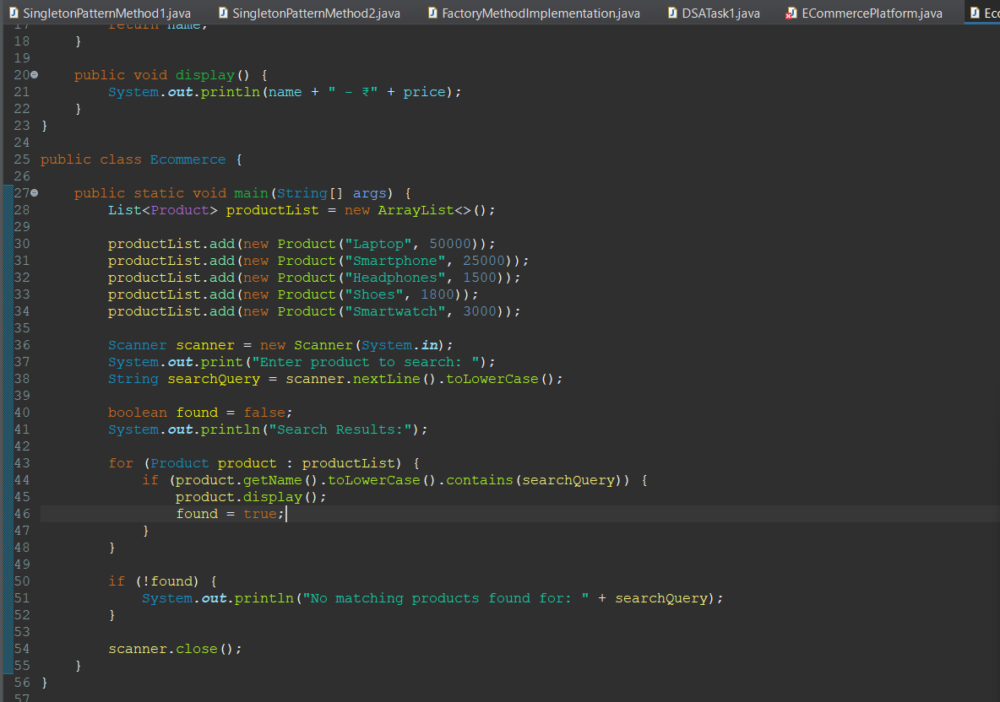 SingletonPatternMethod1.java SingletonPatternMethod2.java FactoryMethodImplementation.java DSATask1.java ECommercePlatform.java Eco
17 return name;
18     }
19
20     public void display() {
21         System.out.println(name + " - ₹" + price);
22     }
23 }
24
25 public class Ecommerce {
26
27     public static void main(String[] args) {
28         List<Product> productList = new ArrayList<>();
29
30         productList.add(new Product("Laptop", 50000));
31         productList.add(new Product("Smartphone", 25000));
32         productList.add(new Product("Headphones", 1500));
33         productList.add(new Product("Shoes", 1800));
34         productList.add(new Product("Smartwatch", 3000));
35
36         Scanner scanner = new Scanner(System.in);
37         System.out.print("Enter product to search: ");
38         String searchQuery = scanner.nextLine().toLowerCase();
39
40         boolean found = false;
41         System.out.println("Search Results:");
42
43         for (Product product : productList) {
44             if (product.getName().toLowerCase().contains(searchQuery)) {
45                 product.display();
46                 found = true;
47             }
48         }
49
50         if (!found) {
51             System.out.println("No matching products found for: " + searchQuery);
52         }
53
54         scanner.close();
55     }
56 }
57